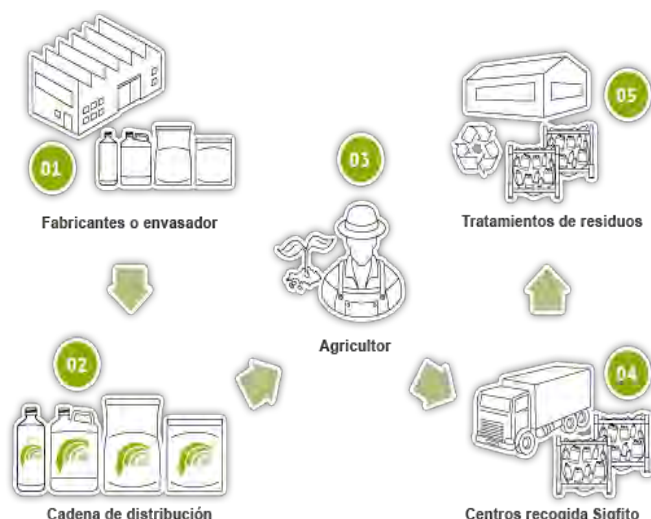 01
Fabricantes o envasador
02
Cadena de distribución
03
Agricultor
04
Centros recogida Sigfito
05
Tratamientos de residuos